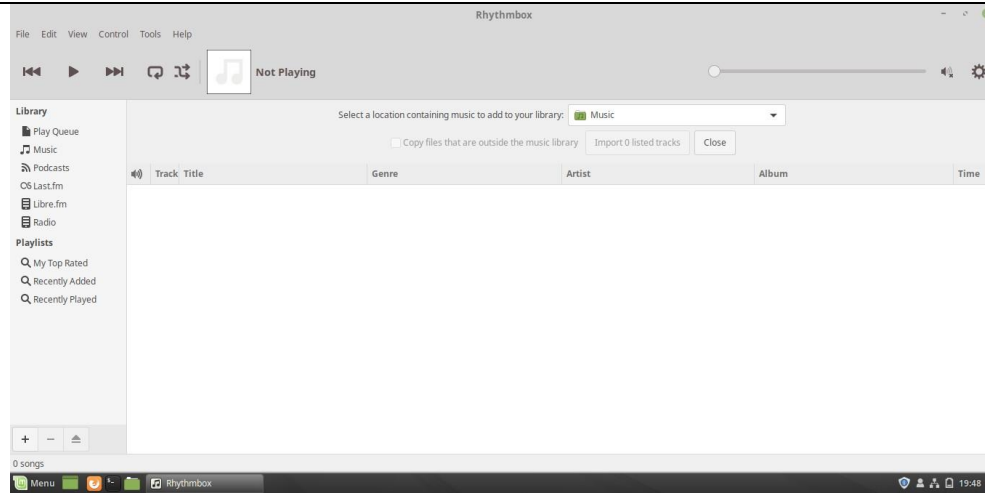 Rhythmbox
File Edit View Control Tools Help
Not Playing
Library
Play Queue
Music
Podcasts
Last.fm
Libre.fm
Radio
Playlists
My Top Rated
Recently Added
Recently Played
Select a location containing music to add to your library: Music
Copy files that are outside the music library Import 0 listed tracks Close
Track Title Genre Artist Album Time
0 songs
Menu Rhythmbox 19:48